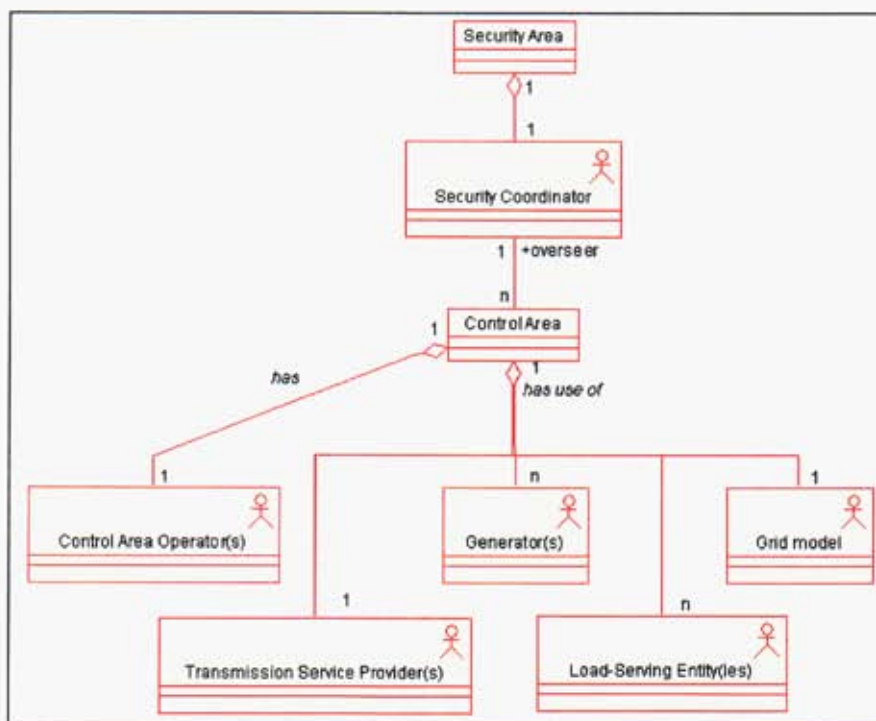 Security Area
1
1
Security Coordinator
1 +overseer
n
Control Area
1
1
has
has use of
1
n
1
Control Area Operator(s)
Generator(s)
Grid model
1
n
Transmission Service Provider(s)
Load-Serving Entity(ies)